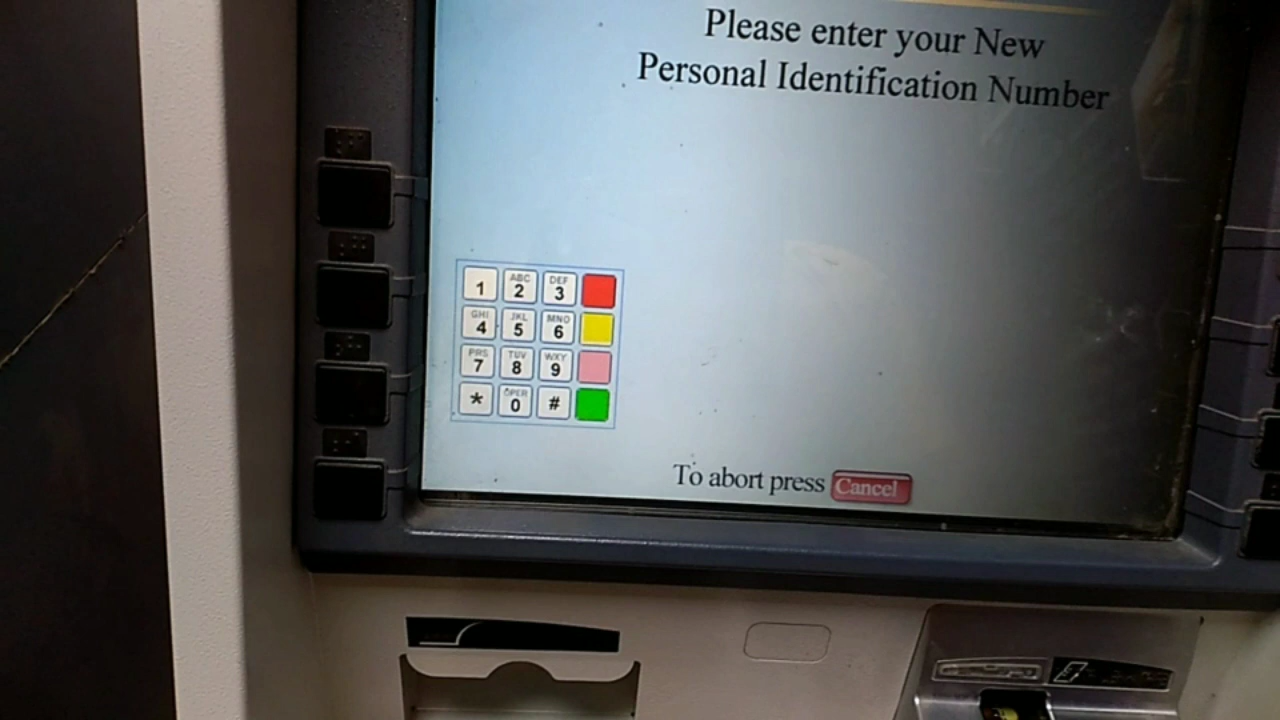 Please enter your New
Personal Identification Number
1 ABC 2 DEF 3
GHI 4 JKL 5 MNO 6
PRS 7 TUV 8 WXY 9
* OPER 0 #
To abort press Cancel